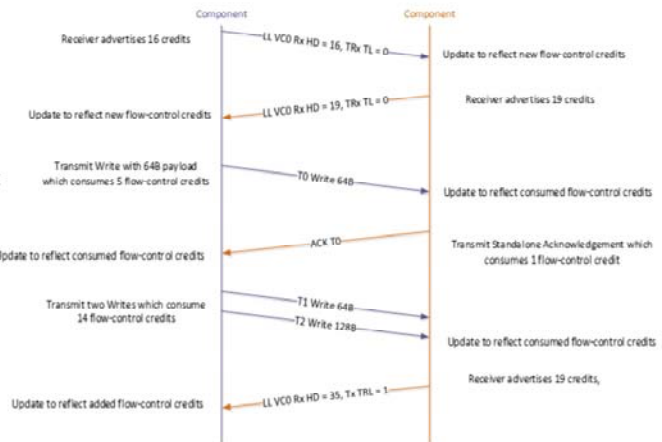 Component
Component
Receiver advertises 16 credits
LL VC0 Rx HD = 16, TRx TL = 0
Update to reflect new flow-control credits
Receiver advertises 19 credits
LL VC0 Rx HD = 19, TRx TL = 0
Update to reflect new flow-control credits
Transmit Write with 64B payload
which consumes 5 flow-control credits
T0 Write 64B
Update to reflect consumed flow-control credits
ACK T0
Transmit Standalone Acknowledgement which
consumes 1 flow-control credit
Update to reflect consumed flow-control credits
Transmit two Writes which consume
14 flow-control credits
T1 Write 64B
T2 Write 128B
Update to reflect consumed flow-control credits
Receiver advertises 19 credits,
LL VC0 Rx HD = 35, Tx TRL = 1
Update to reflect added flow-control credits